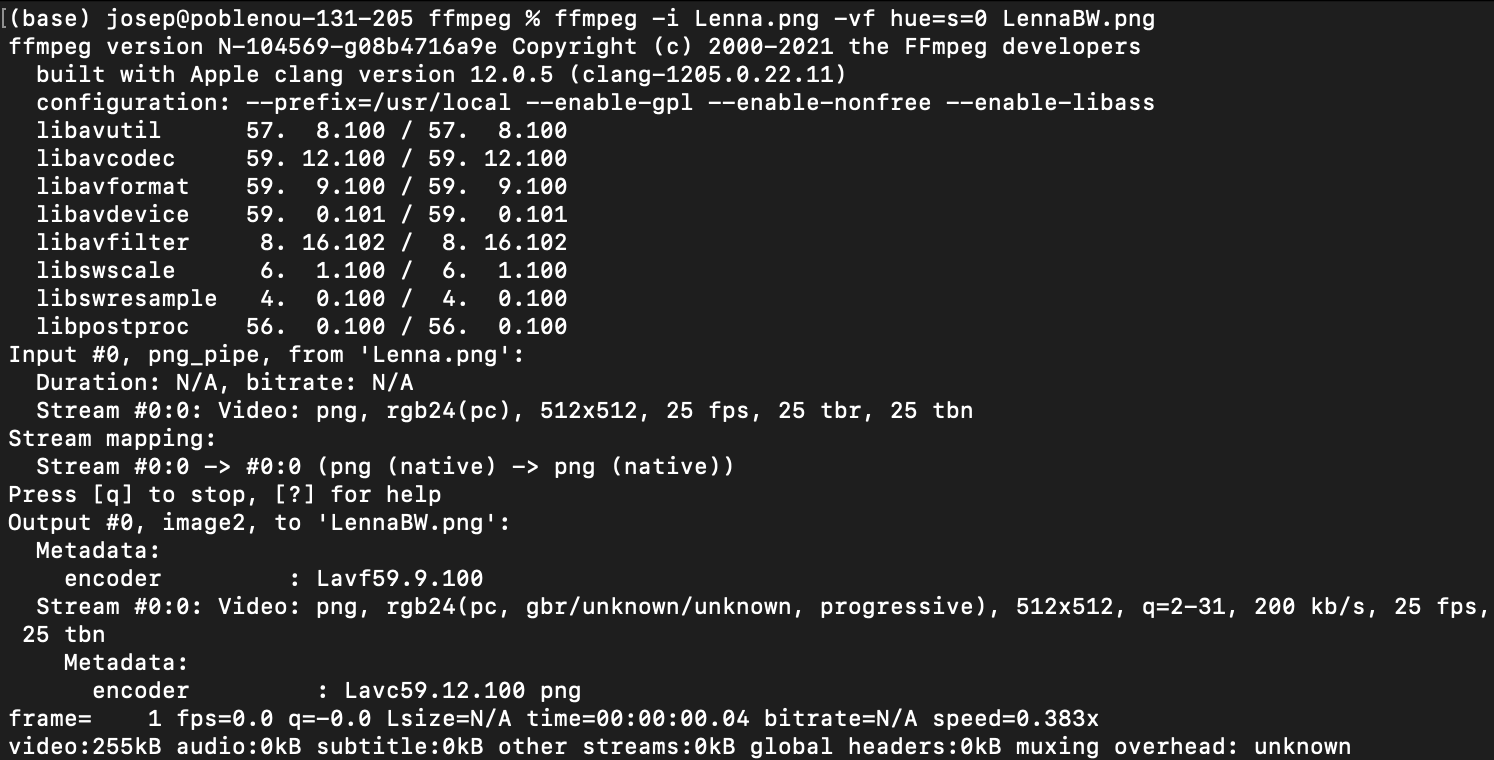 [(base) josep@poblenou-131-205 ffmpeg % ffmpeg -i Lenna.png -vf hue=s=0 LennaBW.png
ffmpeg version N-104569-g08b4716a9e Copyright (c) 2000-2021 the FFmpeg developers
  built with Apple clang version 12.0.5 (clang-1205.0.22.11)
  configuration: --prefix=/usr/local --enable-gpl --enable-nonfree --enable-libass
  libavutil      57.  8.100 / 57.  8.100
  libavcodec     59. 12.100 / 59. 12.100
  libavformat    59.  9.100 / 59.  9.100
  libavdevice    59.  0.101 / 59.  0.101
  libavfilter     8. 16.102 /  8. 16.102
  libswscale      6.  1.100 /  6.  1.100
  libswresample   4.  0.100 /  4.  0.100
  libpostproc    56.  0.100 / 56.  0.100
Input #0, png_pipe, from 'Lenna.png':
  Duration: N/A, bitrate: N/A
  Stream #0:0: Video: png, rgb24(pc), 512x512, 25 fps, 25 tbr, 25 tbn
Stream mapping:
  Stream #0:0 -> #0:0 (png (native) -> png (native))
Press [q] to stop, [?] for help
Output #0, image2, to 'LennaBW.png':
  Metadata:
    encoder         : Lavf59.9.100
  Stream #0:0: Video: png, rgb24(pc, gbr/unknown/unknown, progressive), 512x512, q=2-31, 200 kb/s, 25 fps,
 25 tbn
    Metadata:
      encoder         : Lavc59.12.100 png
frame=    1 fps=0.0 q=-0.0 Lsize=N/A time=00:00:00.04 bitrate=N/A speed=0.383x
video:255kB audio:0kB subtitle:0kB other streams:0kB global headers:0kB muxing overhead: unknown